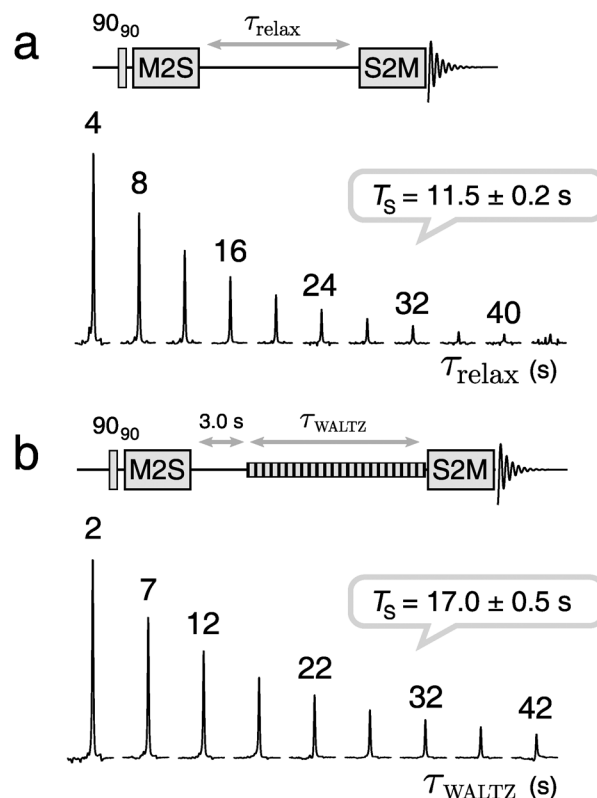 a
90₉₀
τrelax
M2S
S2M
4
8
16
24
32
40
Tₛ = 11.5 ± 0.2 s
τrelax (s)
b
90₉₀
3.0 s
τWALTZ
M2S
S2M
2
7
12
22
32
42
Tₛ = 17.0 ± 0.5 s
τWALTZ (s)